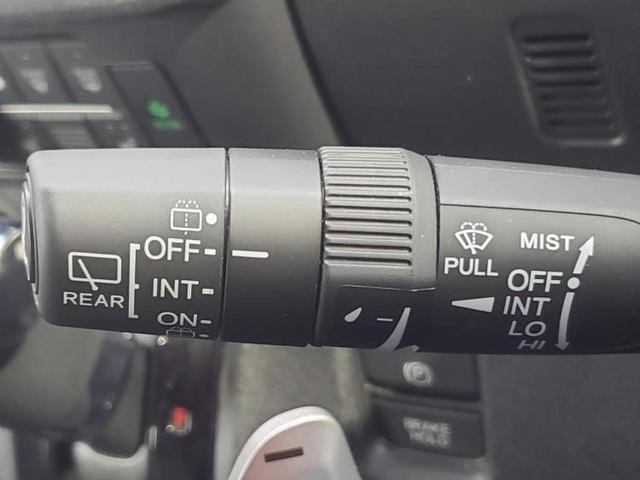 OFF
INT
ON
REAR
PULL
MIST
OFF
INT
LO
HI
BRAKE
HOLD